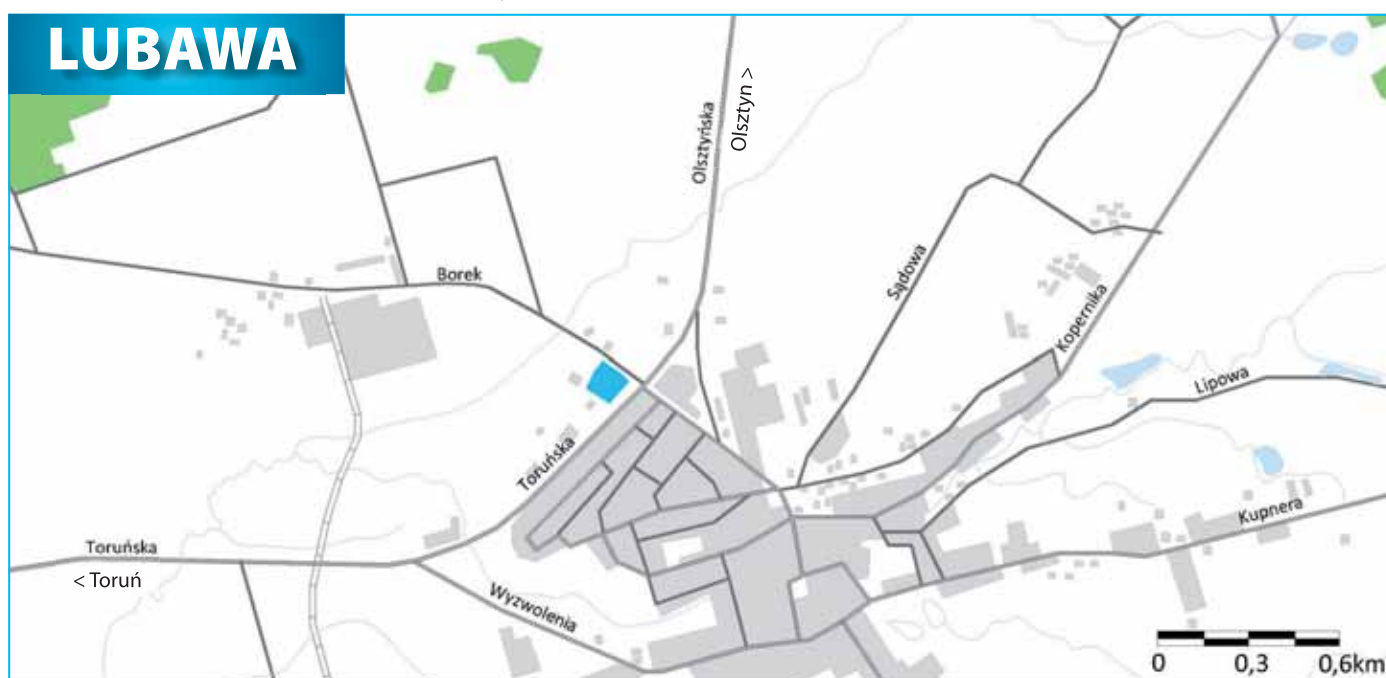 LUBAWA
Olsztyńska
Olsztyn >
Borek
Sądowa
Kopernika
Lipowa
Toruńska
Kupnera
Toruńska
< Toruń
Wyzwolenia
0 0,3 0,6km